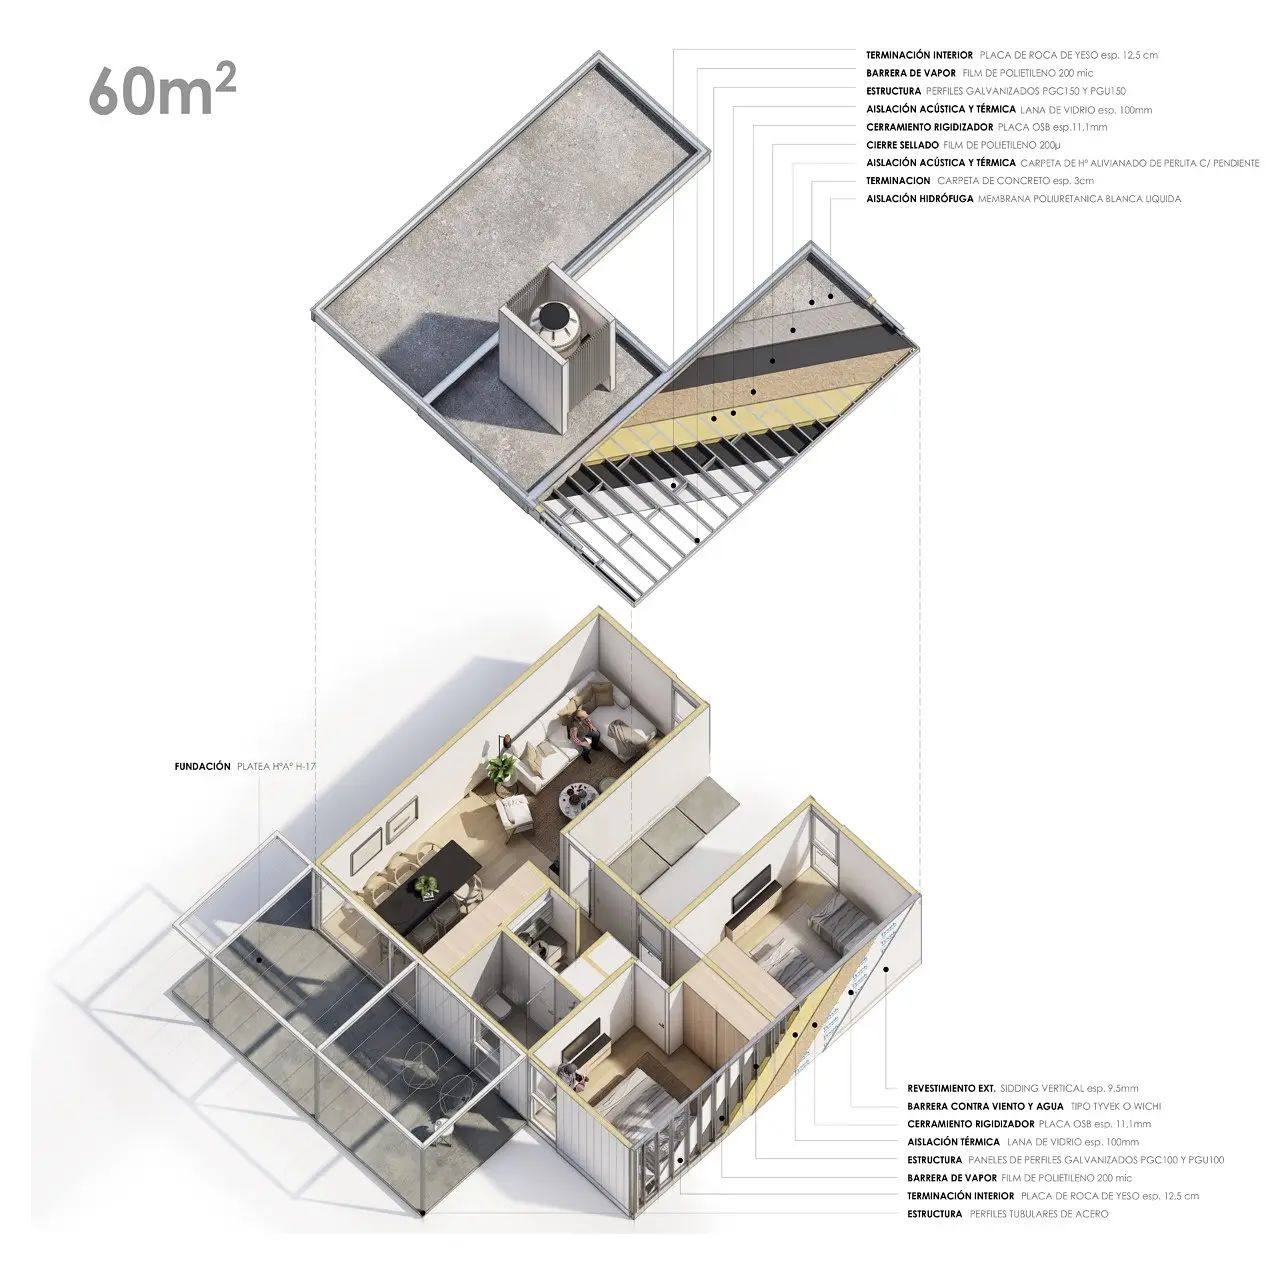 60m²
TERMINACIÓN INTERIOR PLACA DE ROCA DE YESO esp. 12,5 cm
BARRERA DE VAPOR FILM DE POLIETILENO 200 mic
ESTRUCTURA PERFILES GALVANIZADOS PGC150 Y PGU150
AISLACIÓN ACÚSTICA Y TÉRMICA LANA DE VIDRIO esp. 100mm
CERRAMIENTO RIGIDIZADOR PLACA OSB esp.11,1mm
CIERRE SELLADO FILM DE POLIETILENO 200µ
AISLACIÓN ACÚSTICA Y TÉRMICA CARPETA DE Hº ALIVIANADO DE PERLITA C/ PENDIENTE
TERMINACION CARPETA DE CONCRETO esp. 3cm
AISLACIÓN HIDRÓFUGA MEMBRANA POLIURETANICA BLANCA LIQUIDA
FUNDACIÓN PLATEA HºAº H-17
REVESTIMIENTO EXT. SIDDING VERTICAL esp. 9.5mm
BARRERA CONTRA VIENTO Y AGUA TIPO TYVEK O WICHI
CERRAMIENTO RIGIDIZADOR PLACA OSB esp. 11,1mm
AISLACIÓN TÉRMICA LANA DE VIDRIO esp. 100mm
ESTRUCTURA PANELES DE PERFILES GALVANIZADOS PGC100 Y PGU100
BARRERA DE VAPOR FILM DE POLIETILENO 200 mic
TERMINACIÓN INTERIOR PLACA DE ROCA DE YESO esp. 12,5 cm
ESTRUCTURA PERFILES TUBULARES DE ACERO